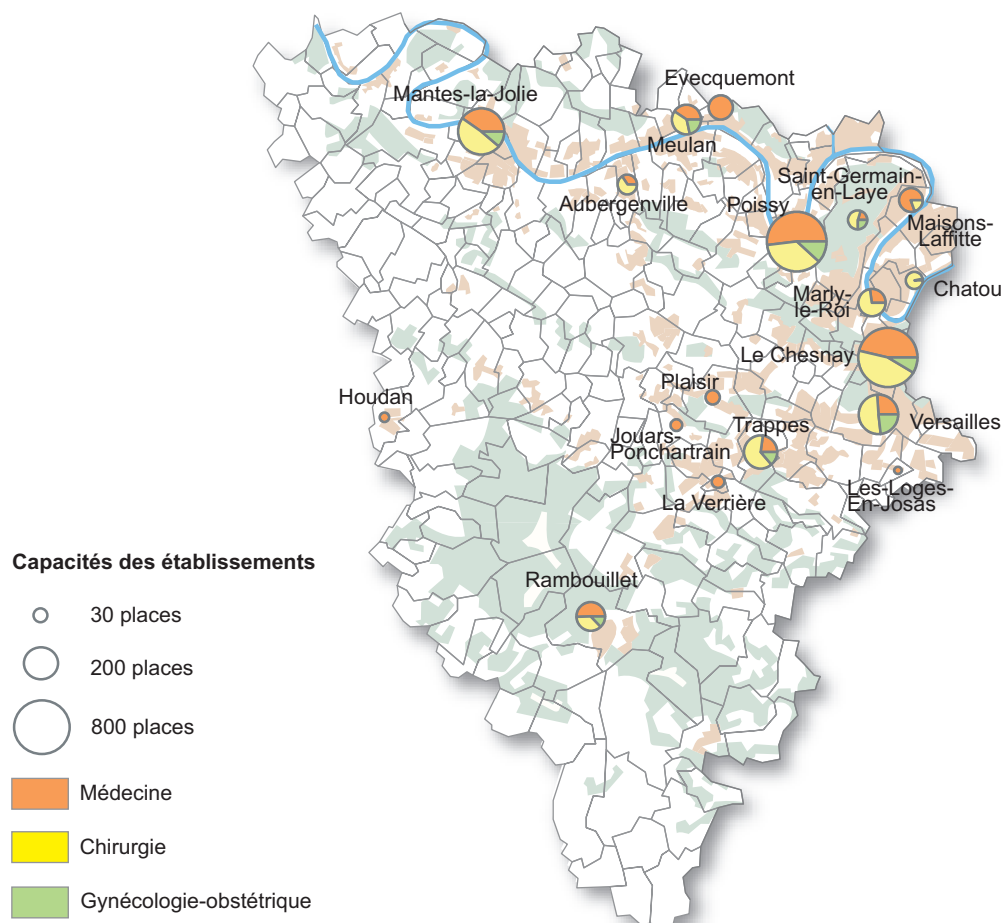 Evecquemont
Mantes-la-Jolie
Meulan
Saint-Germain-
en-Laye
Aubergenville
Poissy
Maisons-
Laffitte
Marly-
le-Roi
Chatou
Le Chesnay
Plaisir
Houdan
Trappes
Versailles
Jouars-
Ponchartrain
La Verrière
Les-Loges-
En-Josas
Rambouillet
Capacités des établissements
30 places
200 places
800 places
Médecine
Chirurgie
Gynécologie-obstétrique